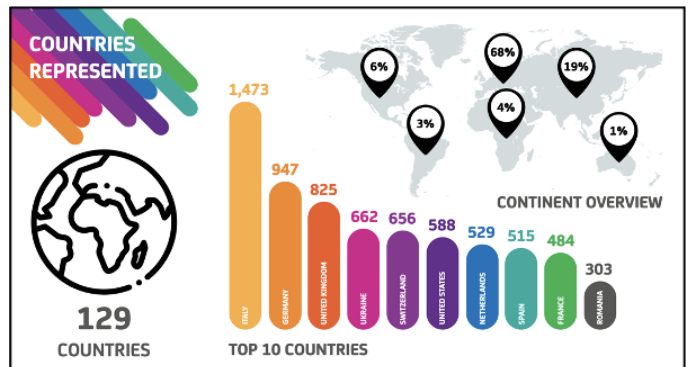 COUNTRIES
REPRESENTED
129
COUNTRIES
6%
68%
19%
3%
4%
1%
CONTINENT OVERVIEW
1,473
947
825
662
656
588
529
515
484
303
ITALY
GERMANY
UNITED KINGDOM
UKRAINE
SWITZERLAND
UNITED STATES
NETHERLANDS
SPAIN
FRANCE
ROMANIA
TOP 10 COUNTRIES